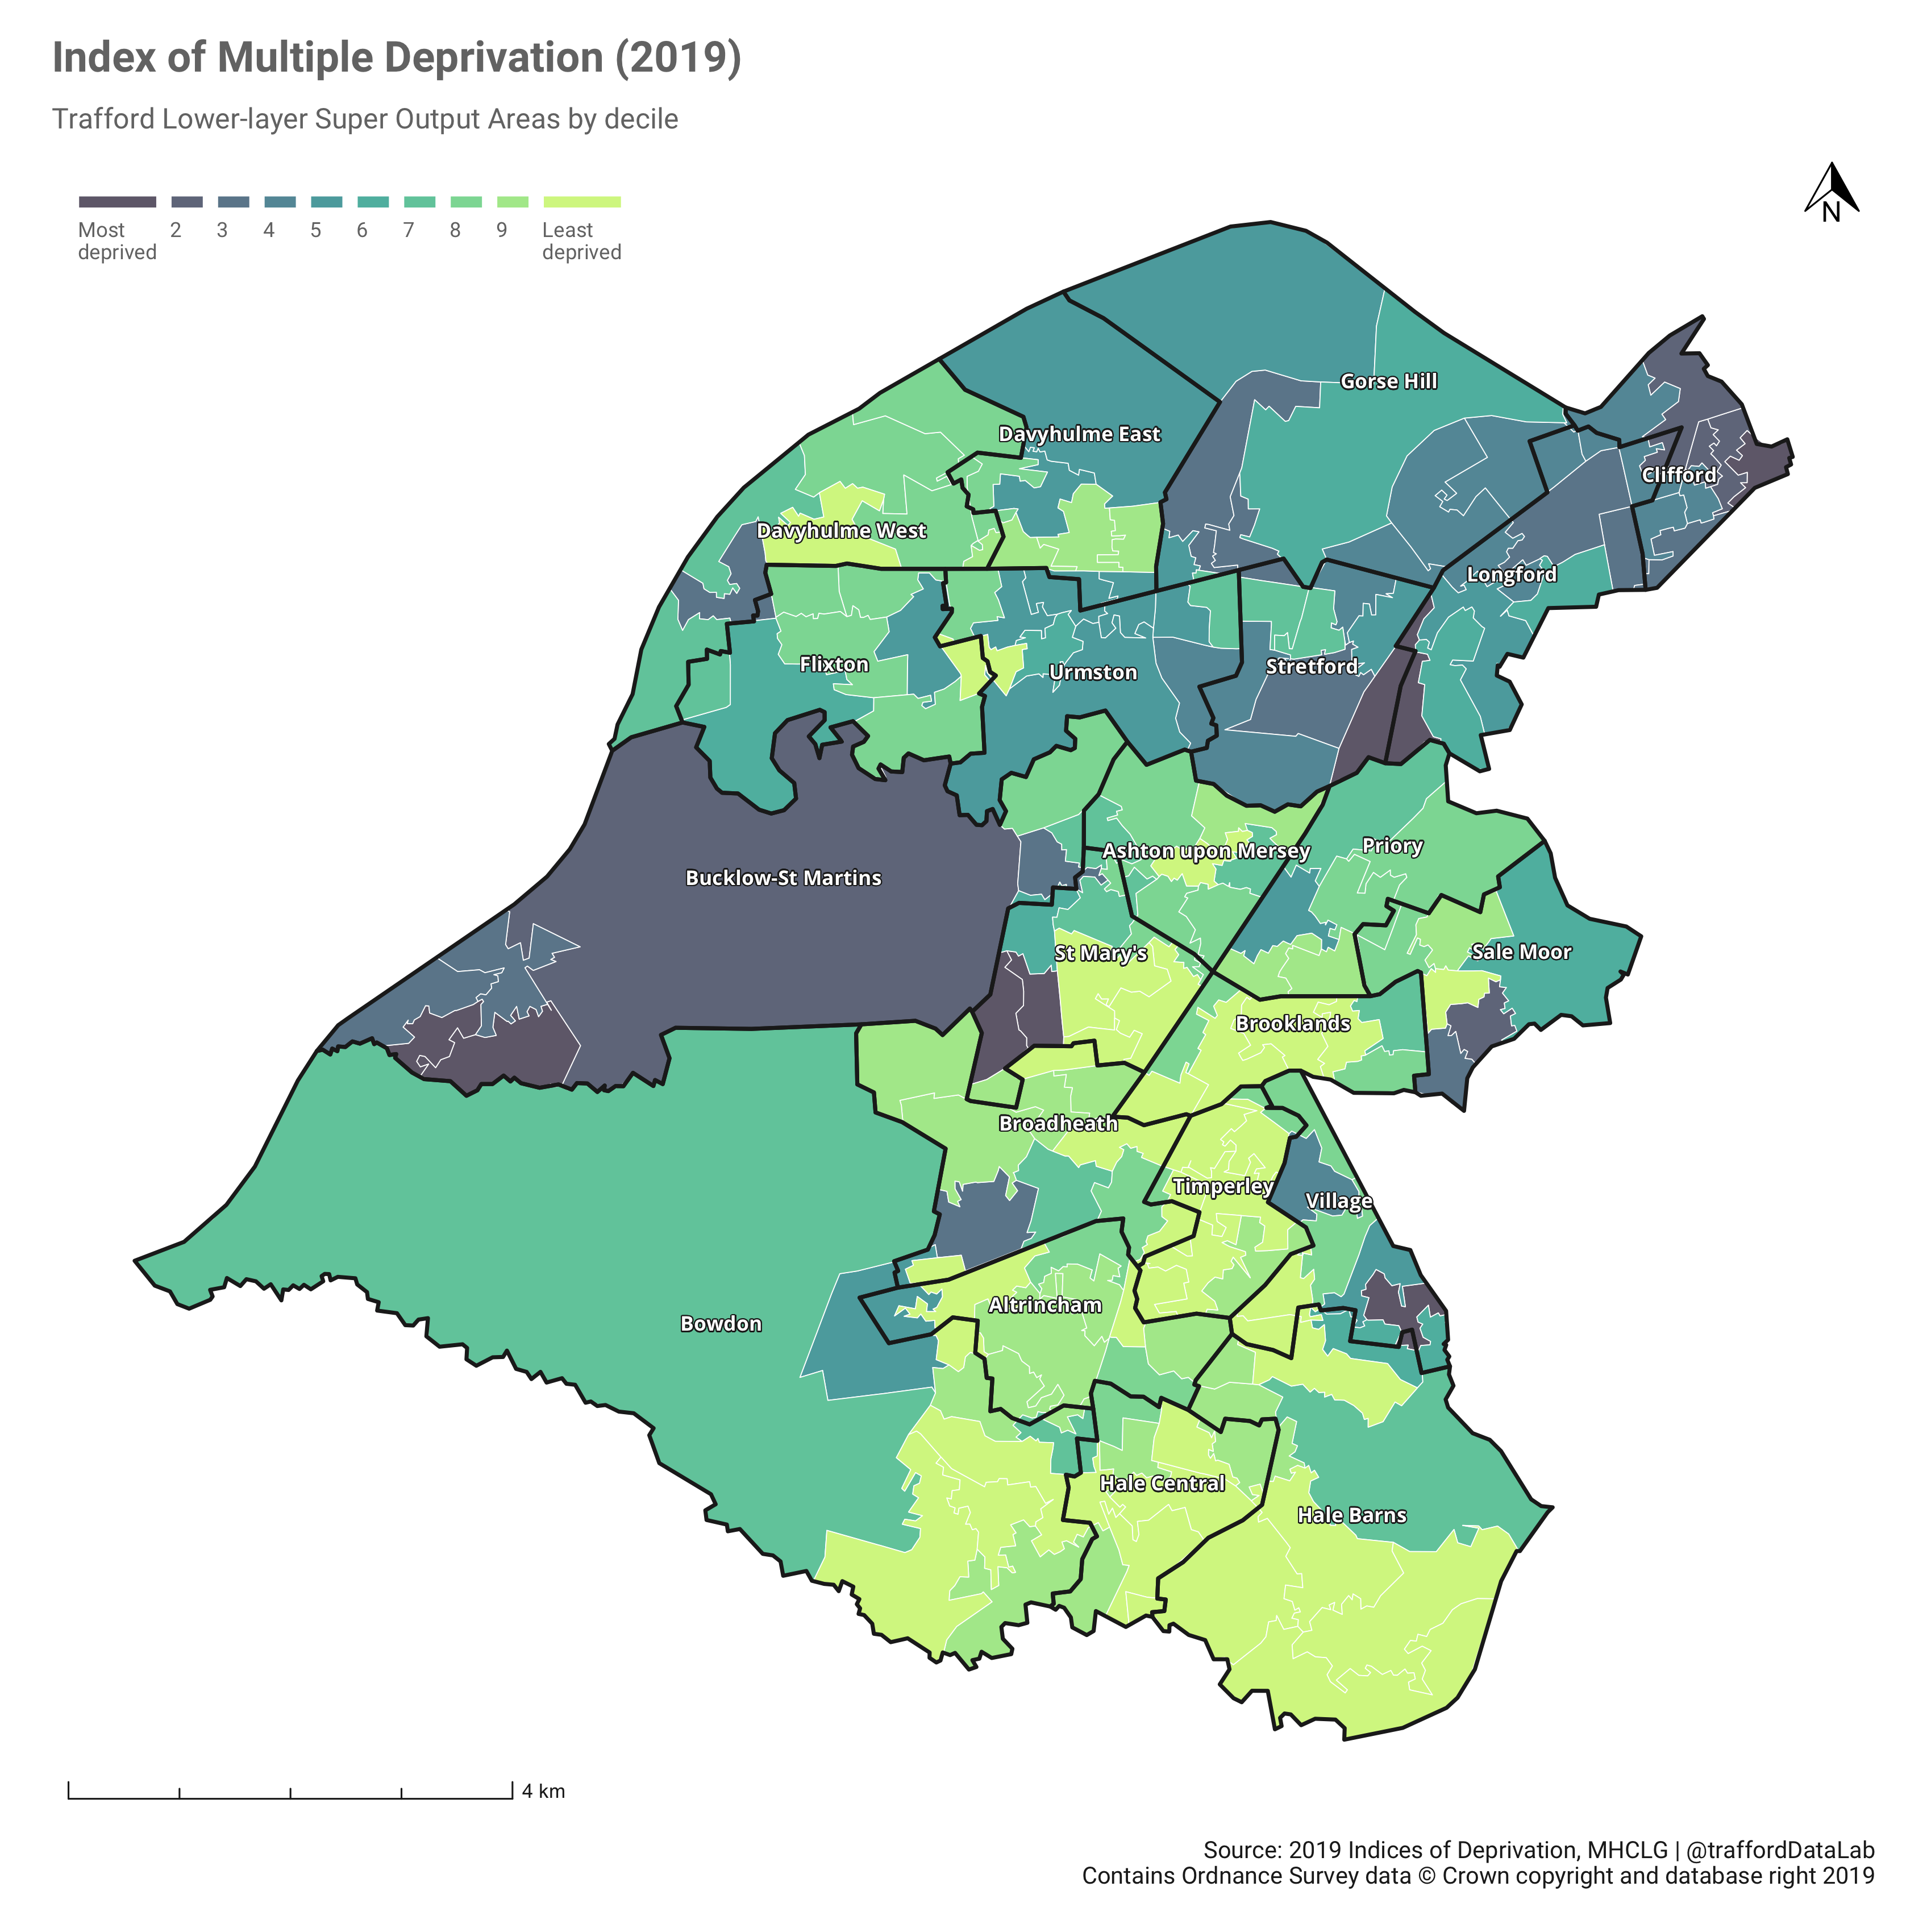 Index of Multiple Deprivation (2019)
Trafford Lower-layer Super Output Areas by decile
Most deprived
2
3
4
5
6
7
8
9
Least deprived
N
Gorse Hill
Davyhulme East
Clifford
Davyhulme West
Longford
Flixton
Urmston
Stretford
Ashton upon Mersey
Priory
Bucklow-St Martins
St Mary's
Sale Moor
Brooklands
Broadheath
Timperley
Village
Altrincham
Bowdon
Hale Central
Hale Barns
4 km
Source: 2019 Indices of Deprivation, MHCLG | @traffordDataLab
Contains Ordnance Survey data © Crown copyright and database right 2019